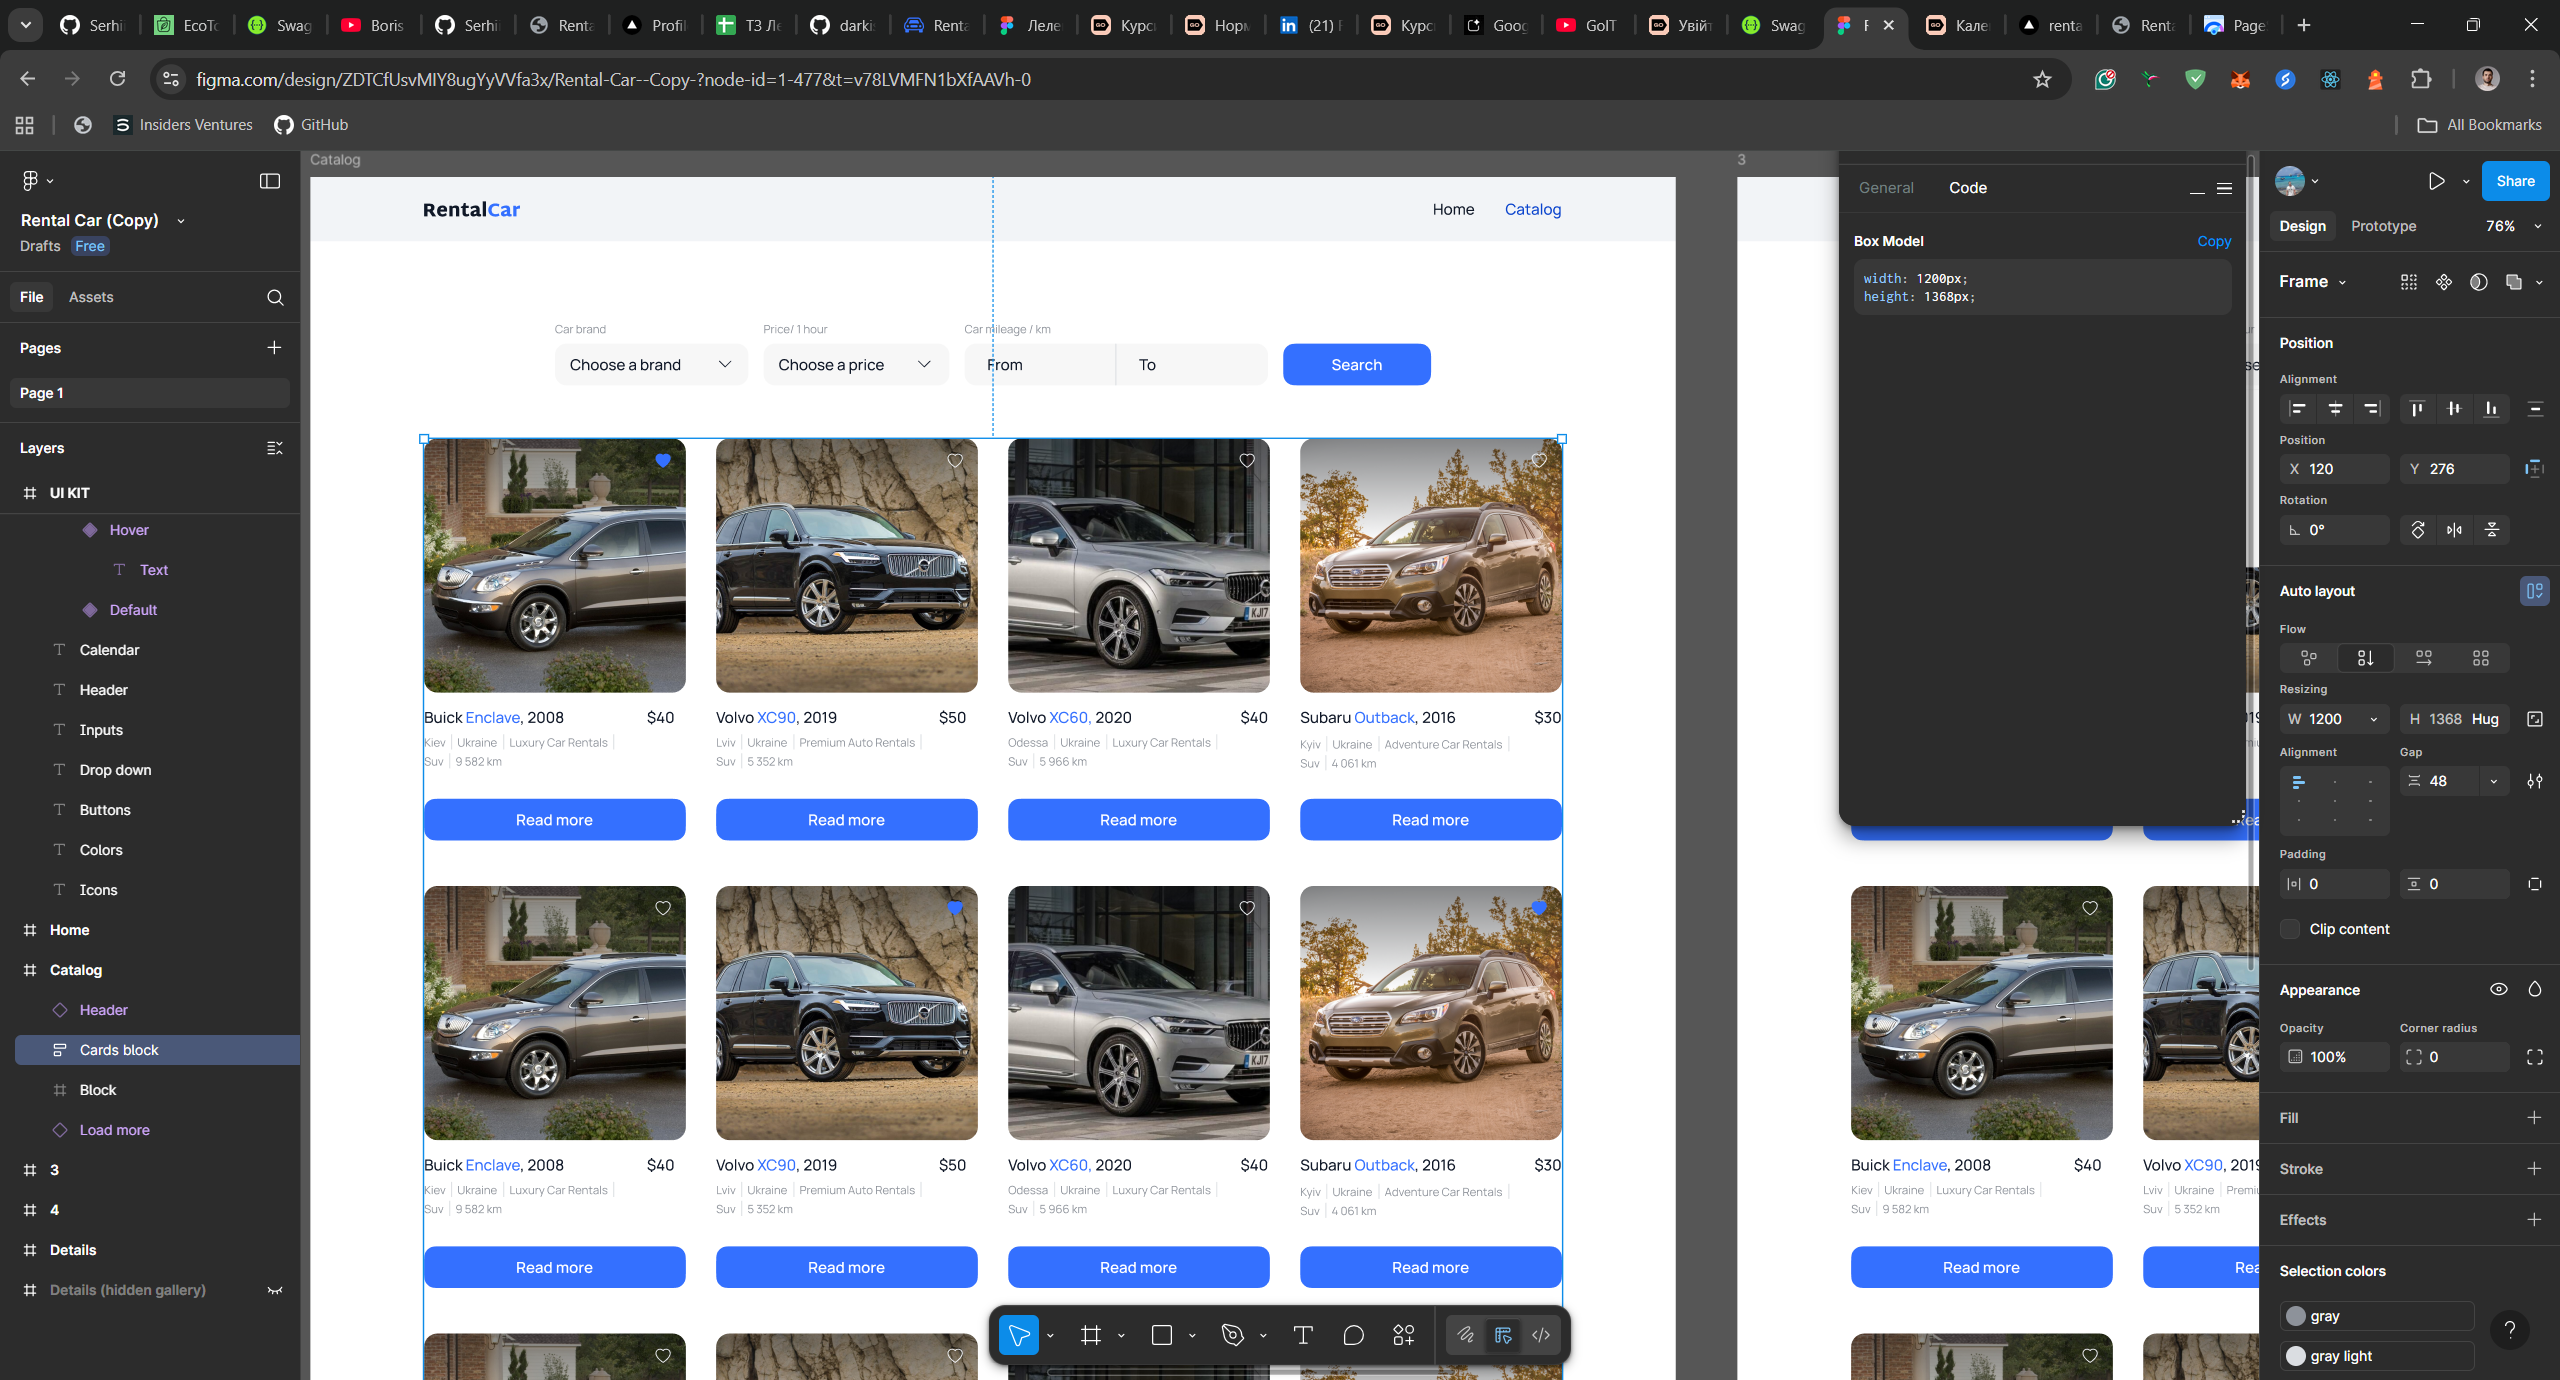 Serhii
EcoTo
Swag
Boris
Serhii
Renta
Profil
ТЗ Ле
darkis
Renta
Леле
Курс
Норм
(21) F
Курс
Goog
GoIT
Увій
Swag
F
Кале
renta
Renta
Page
figma.com/design/ZDTCfUsvMlY8ugYyVVfa3x/Rental-Car--Copy-?node-id=1-477&t=v78LVMFN1bXfAAVh-0
Insiders Ventures
GitHub
All Bookmarks
Rental Car (Copy)
Drafts Free
File Assets
Pages
Page 1
Layers
UI KIT
Hover
Text
Default
Calendar
Header
Inputs
Drop down
Buttons
Colors
Icons
Home
Catalog
Header
Cards block
Block
Load more
3
4
Details
Details (hidden gallery)
Catalog
RentalCar
Home Catalog
Car brand Price/ 1 hour Car mileage / km
Choose a brand Choose a price From To Search
KJ17
Buick Enclave, 2008 $40
Kiev Ukraine Luxury Car Rentals
Suv 9 582 km
Read more
Volvo XC90, 2019 $50
Lviv Ukraine Premium Auto Rentals
Suv 5 352 km
Read more
Volvo XC60, 2020 $40
Odessa Ukraine Luxury Car Rentals
Suv 5 966 km
Read more
Subaru Outback, 2016 $30
Kyiv Ukraine Adventure Car Rentals
Suv 4 061 km
Read more
KJ17
Buick Enclave, 2008 $40
Kiev Ukraine Luxury Car Rentals
Suv 9 582 km
Read more
Volvo XC90, 2019 $50
Lviv Ukraine Premium Auto Rentals
Suv 5 352 km
Read more
Volvo XC60, 2020 $40
Odessa Ukraine Luxury Car Rentals
Suv 5 966 km
Read more
Subaru Outback, 2016 $30
Kyiv Ukraine Adventure Car Rentals
Suv 4 061 km
Read more
3
General Code
Box Model Copy
width: 1200px;
height: 1368px;
Buick Enclave, 2008 $40
Kiev Ukraine Luxury Car Rentals
Suv 9 582 km
Read more
Volvo XC90, 2019
Lviv Ukraine Premi
Suv 5 352 km
Rea
Share
Design Prototype 76%
Frame
Position
Alignment
Position
X 120 Y 276
Rotation
0°
Auto layout
Flow
Resizing
W 1200 H 1368 Hug
Alignment Gap
48
Padding
0 0
Clip content
Appearance
Opacity Corner radius
100% 0
Fill
Stroke
Effects
Selection colors
gray
gray light
?